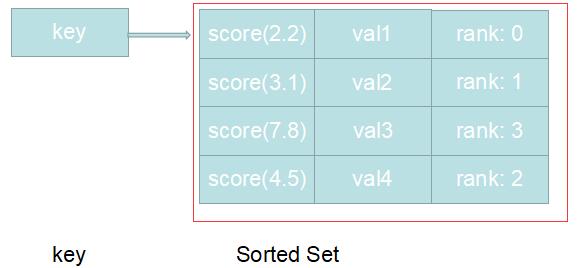 key score(2.2) val1 rank: 0
score(3.1) val2 rank: 1
score(7.8) val3 rank: 3
score(4.5) val4 rank: 2
key Sorted Set